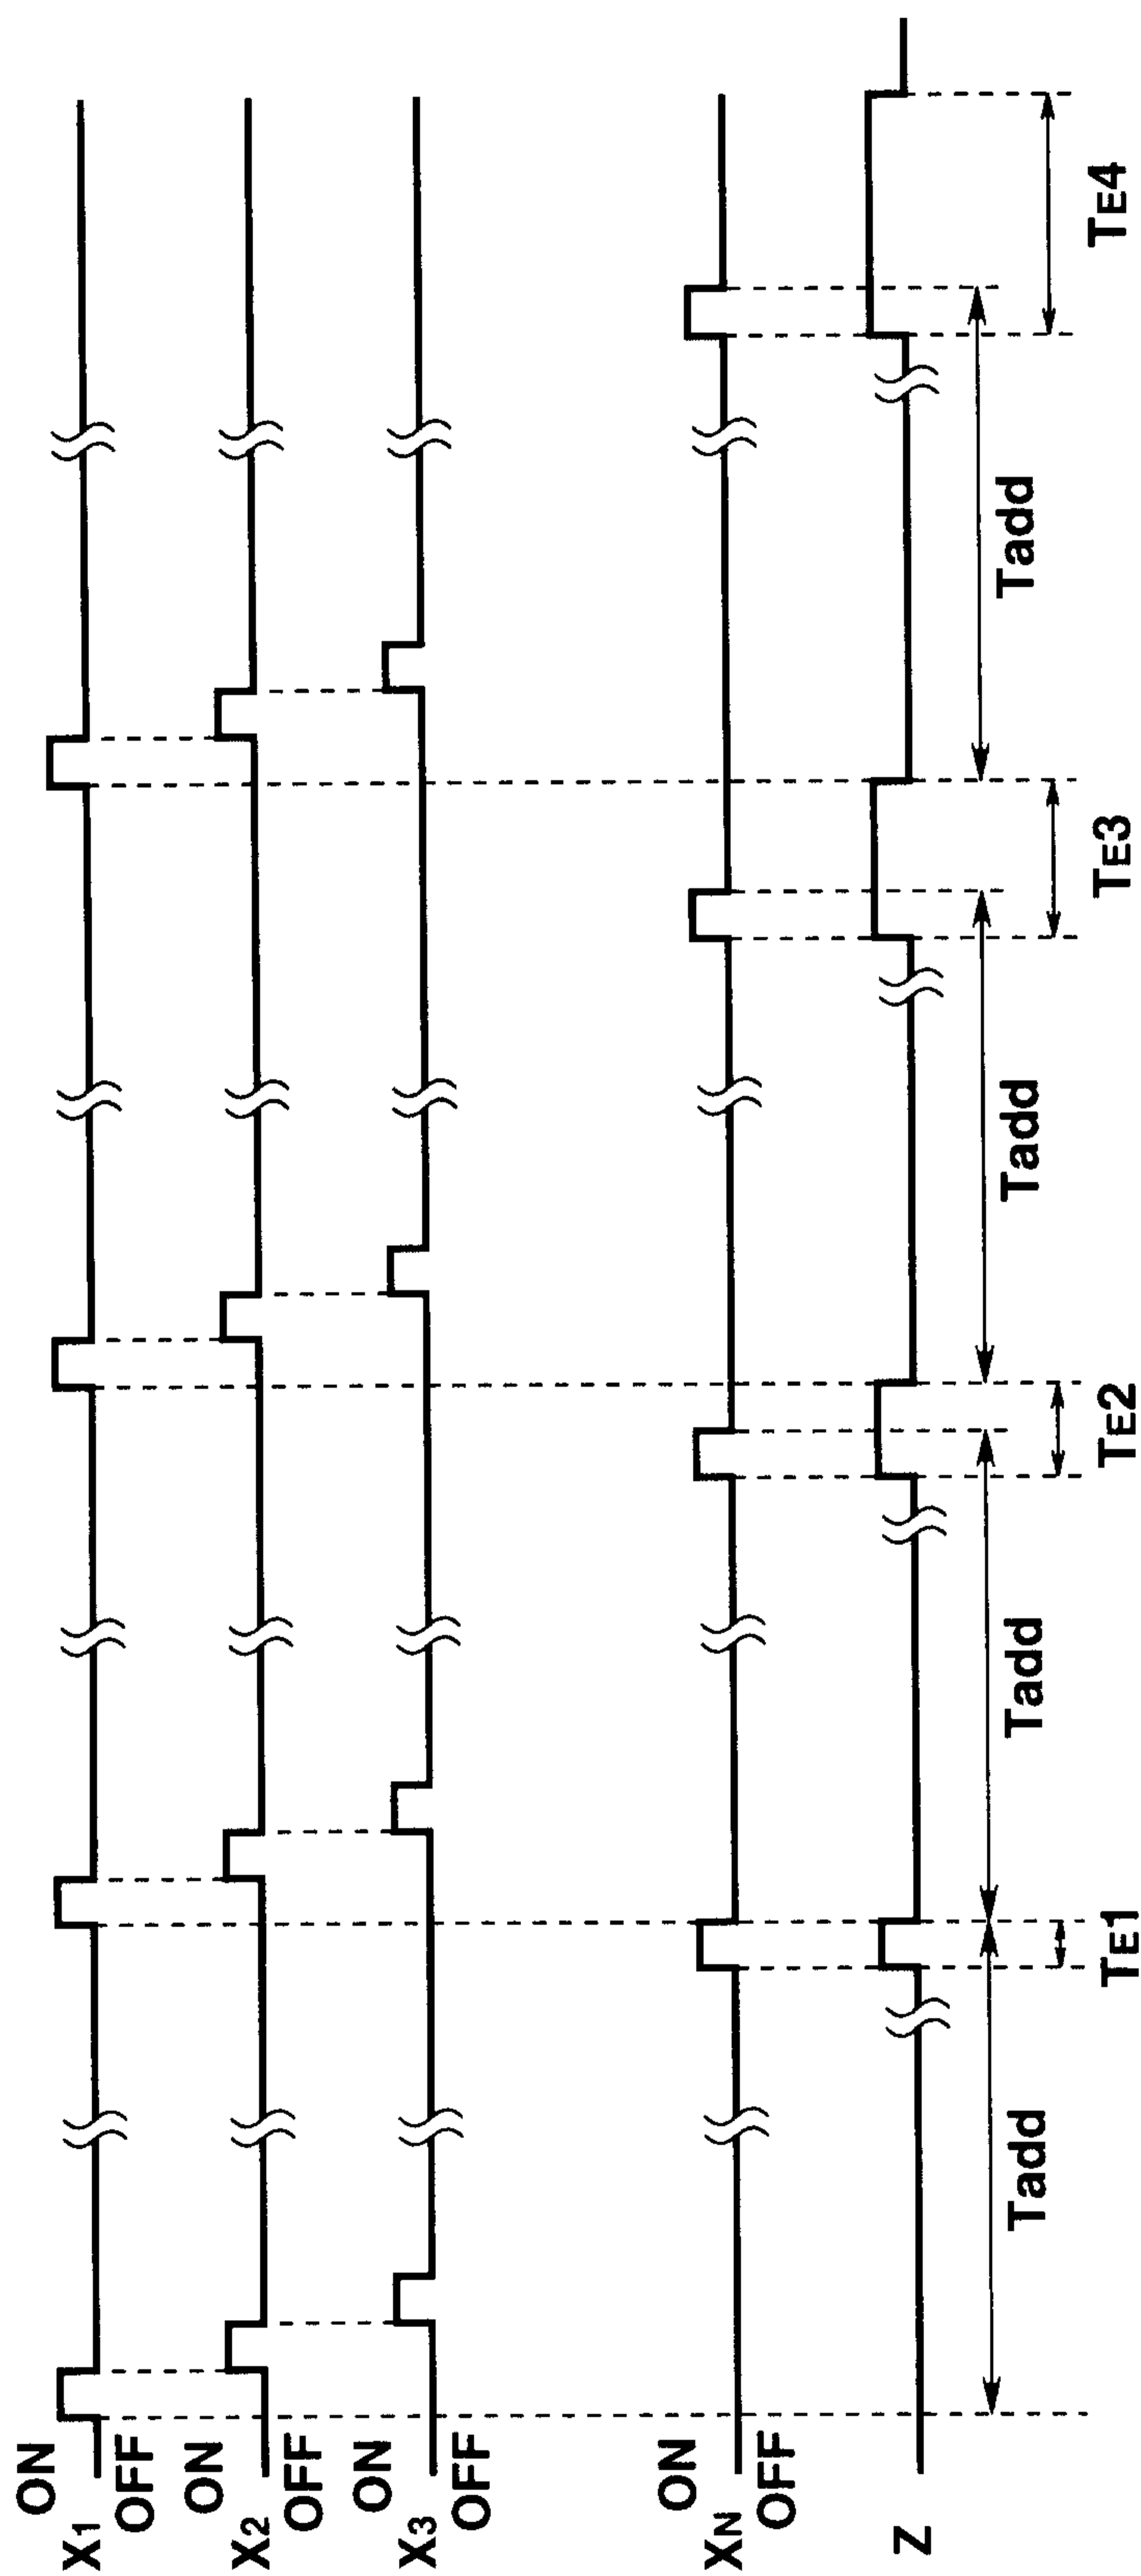 ON
X1
OFF
ON
X2
OFF
ON
X3
OFF
ON
XN
OFF
Z
Tadd Tadd Tadd Tadd
TE1 TE2 TE3 TE4